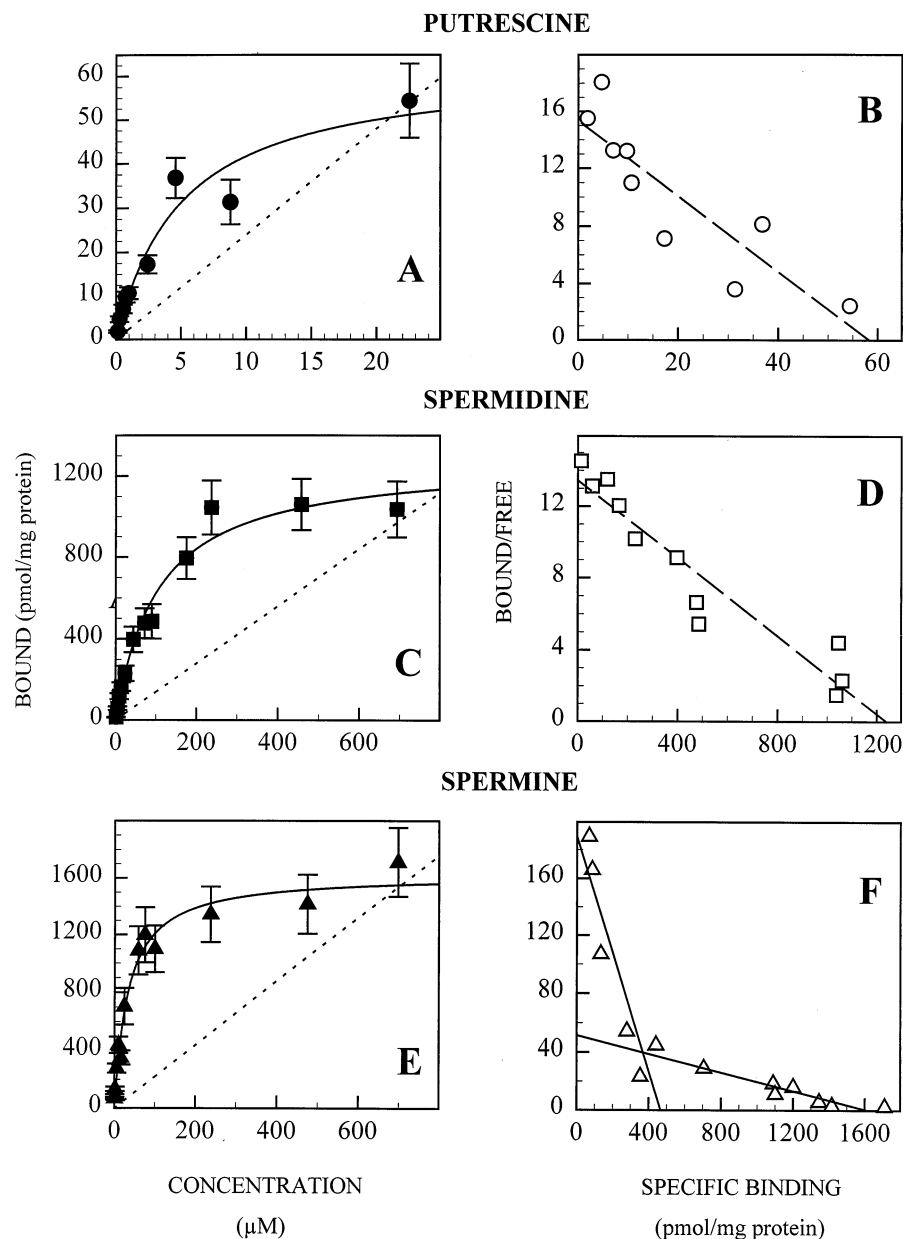 PUTRESCINE
60
50
40
30
20
10
0
A
0 5 10 15 20
16
12
8
4
0
B
0 20 40 60
SPERMIDINE
BOUND (pmol/mg protein)
1200
800
400
0
C
0 200 400 600
BOUND/FREE
12
8
4
0
D
0 400 800 1200
SPERMINE
1600
1200
800
400
0
E
0 200 400 600
160
120
80
40
0
F
0 400 800 1200 1600
CONCENTRATION
(µM)
SPECIFIC BINDING
(pmol/mg protein)